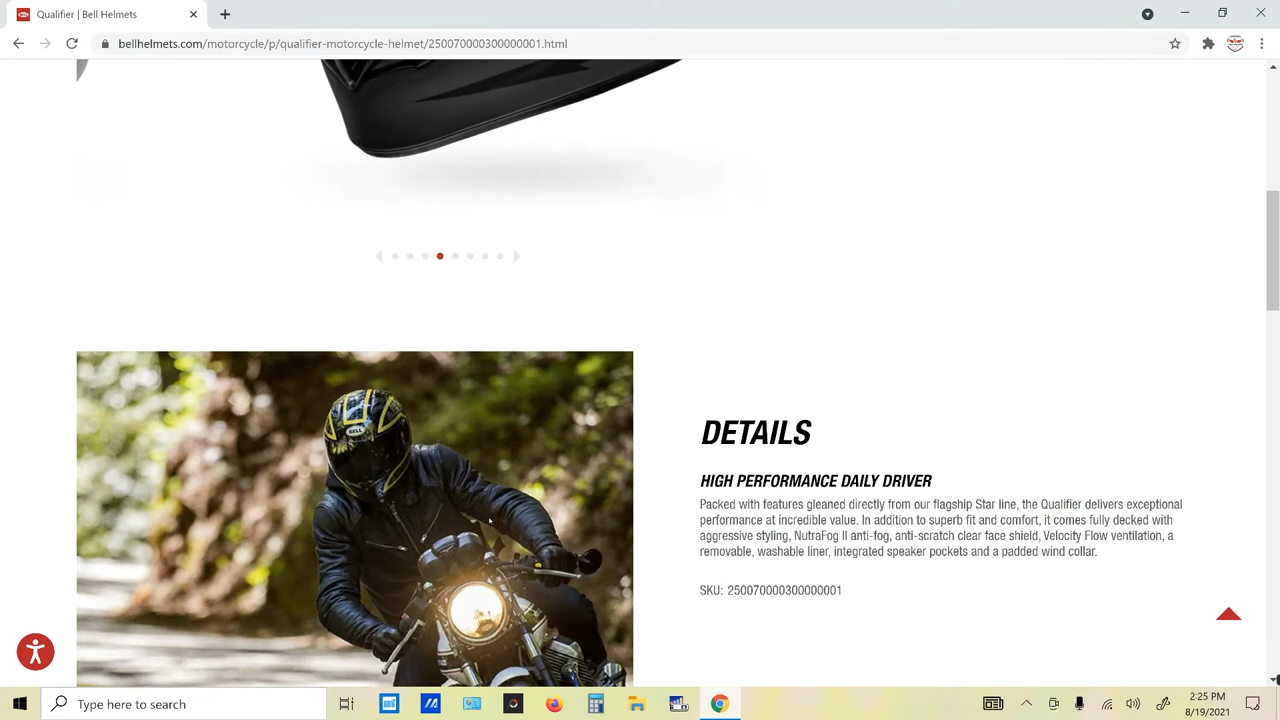 Qualifier | Bell Helmets
bellhelmets.com/motorcycle/p/qualifier-motorcycle-helmet/250070000300000001.html
BELL
DETAILS
HIGH PERFORMANCE DAILY DRIVER
Packed with features gleaned directly from our flagship Star line, the Qualifier delivers exceptional
performance at incredible value. In addition to superb fit and comfort, it comes fully decked with
aggressive styling, NutraFog II anti-fog, anti-scratch clear face shield, Velocity Flow ventilation, a
removable, washable liner, integrated speaker pockets and a padded wind collar.
SKU: 250070000300000001
Type here to search
2:25 PM
8/19/2021